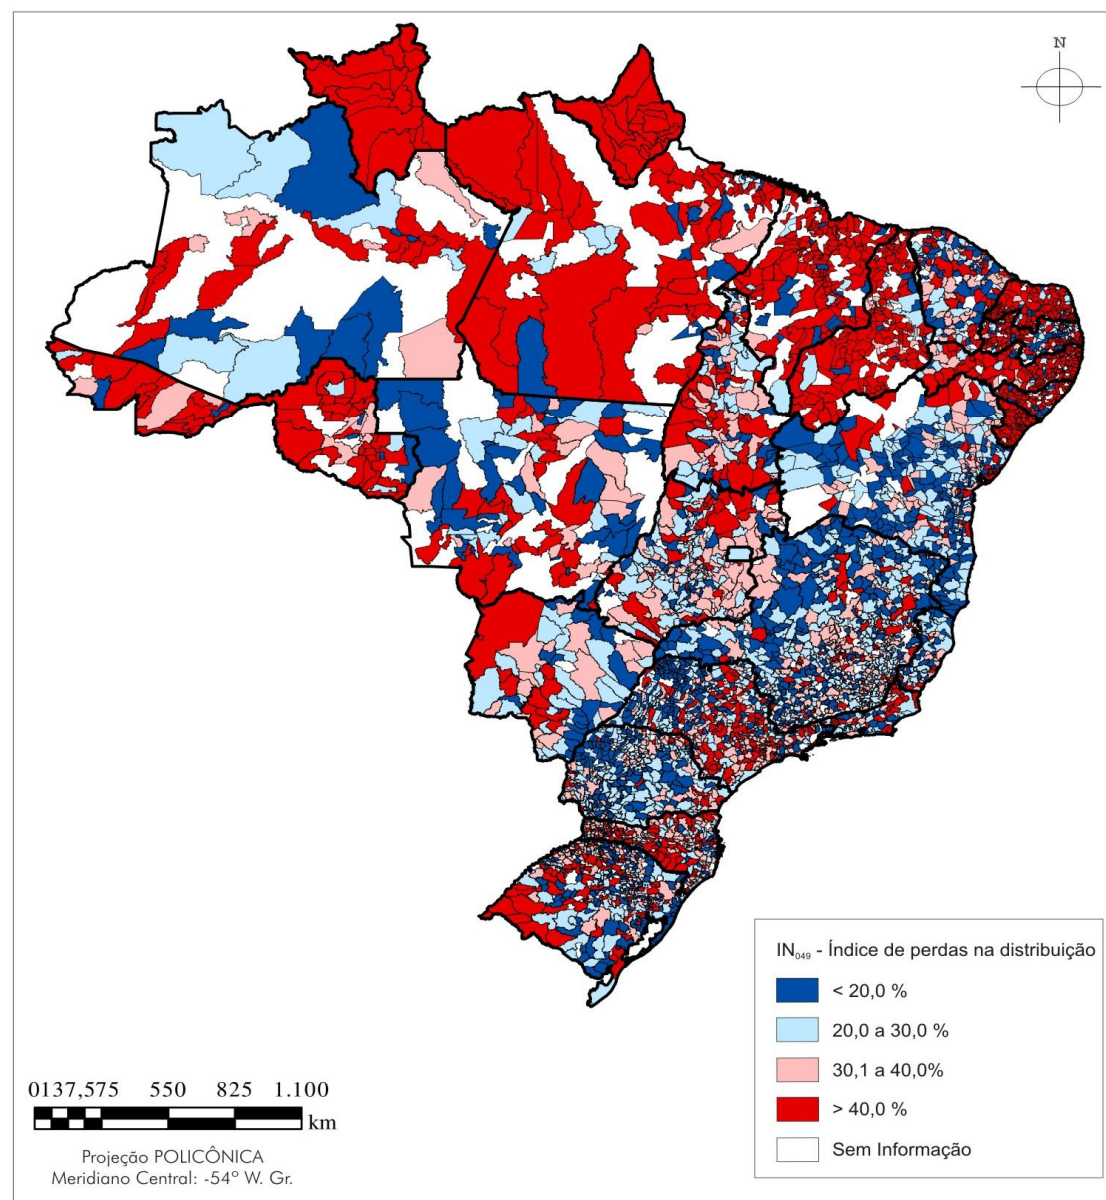 N
IN₀₄₉ - Índice de perdas na distribuição
< 20,0 %
20,0 a 30,0 %
30,1 a 40,0%
> 40,0 %
Sem Informação
0137,575 550 825 1.100
km
Projeção POLICÔNICA
Meridiano Central: -54º W. Gr.